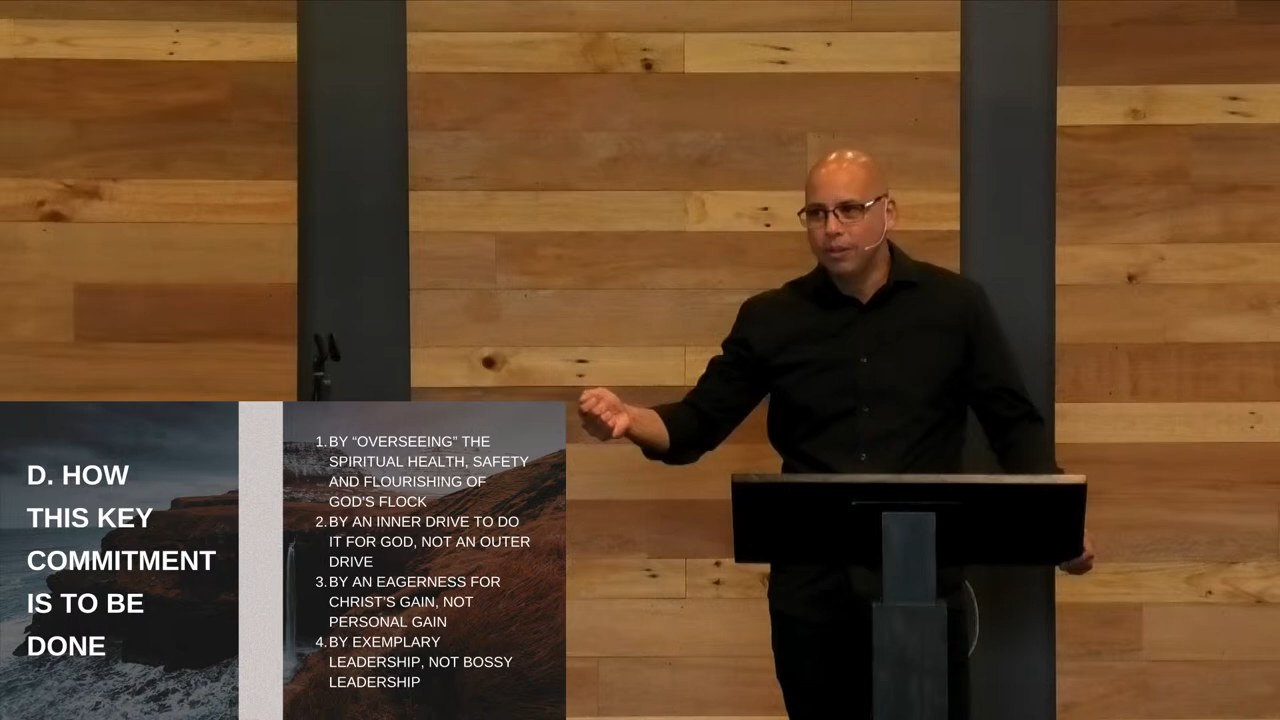 D. HOW
THIS KEY
COMMITMENT
IS TO BE
DONE
1. BY “OVERSEEING” THE
SPIRITUAL HEALTH, SAFETY
AND FLOURISHING OF
GOD'S FLOCK
2. BY AN INNER DRIVE TO DO
IT FOR GOD, NOT AN OUTER
DRIVE
3. BY AN EAGERNESS FOR
CHRIST'S GAIN, NOT
PERSONAL GAIN
4. BY EXEMPLARY
LEADERSHIP, NOT BOSSY
LEADERSHIP